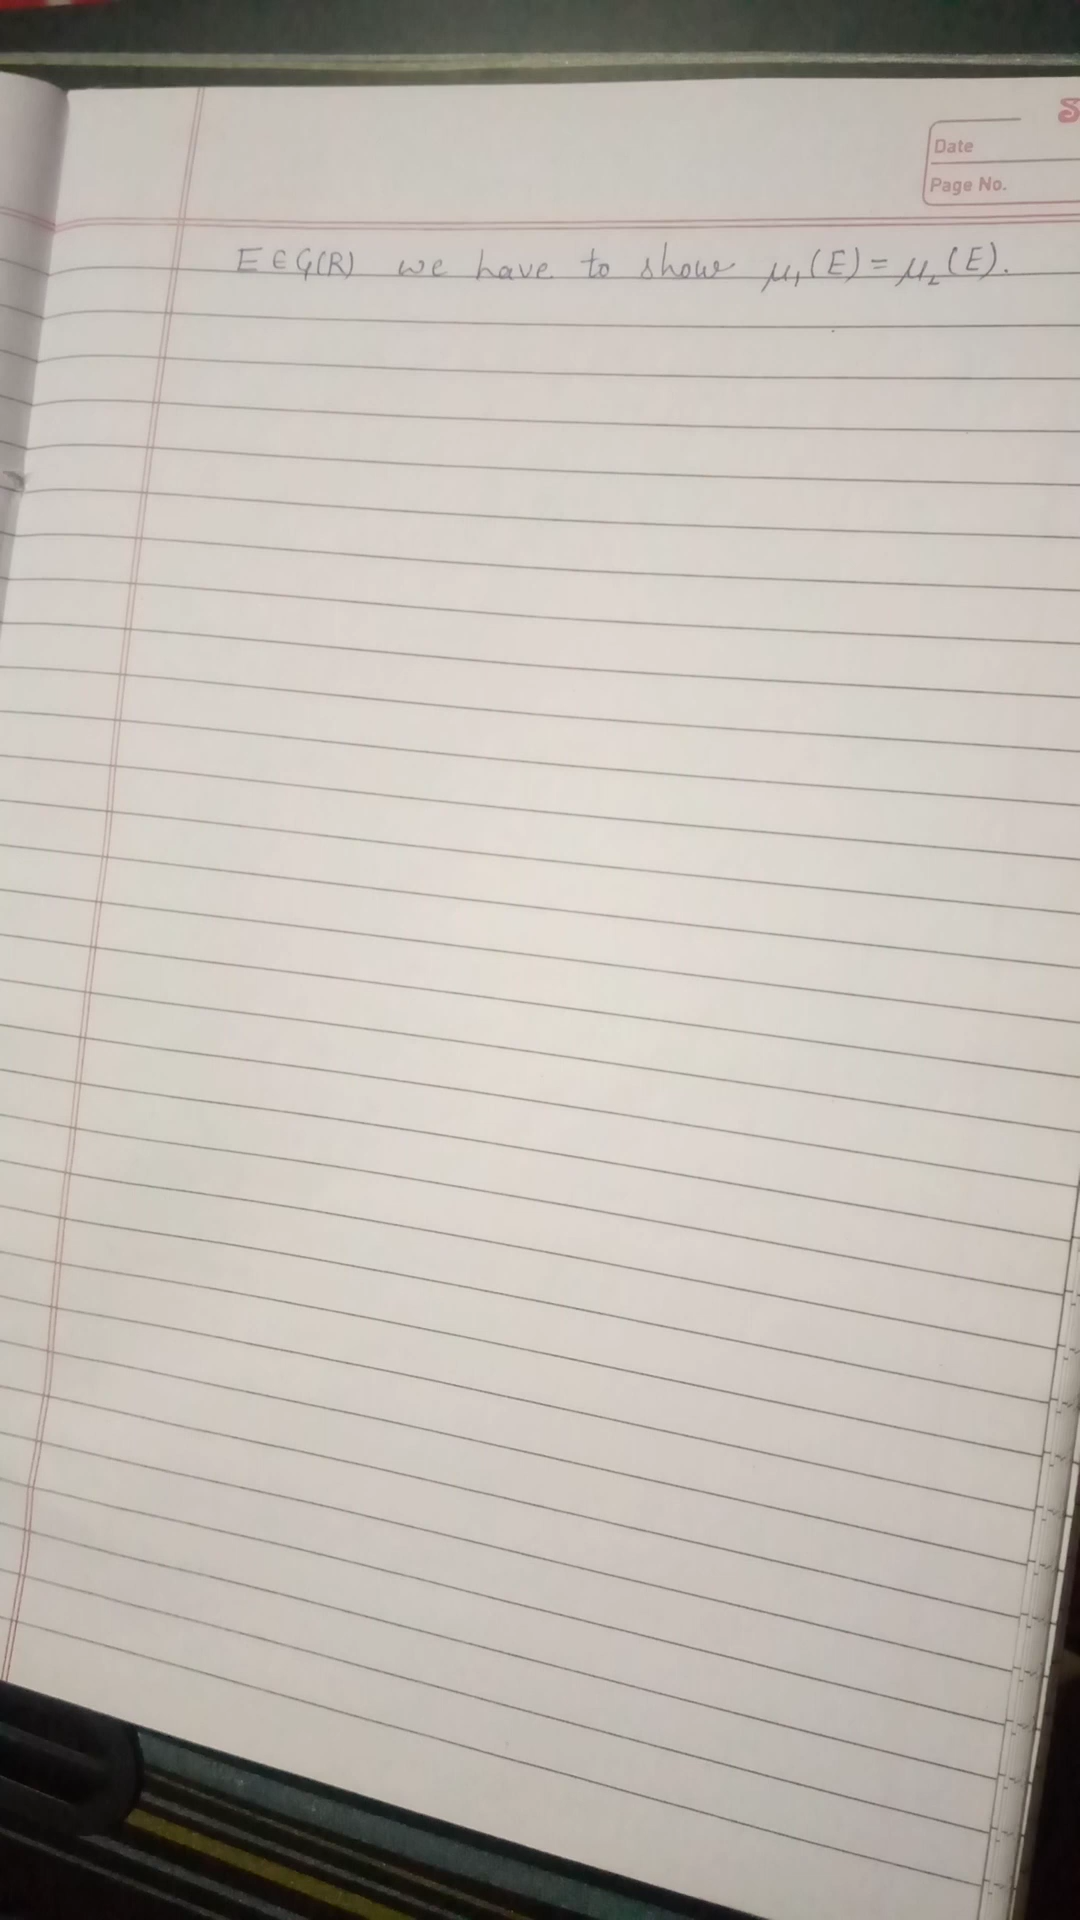 Date
Page No.
E ∈ G(R) we have to show μ₁(E) = μ₂(E).